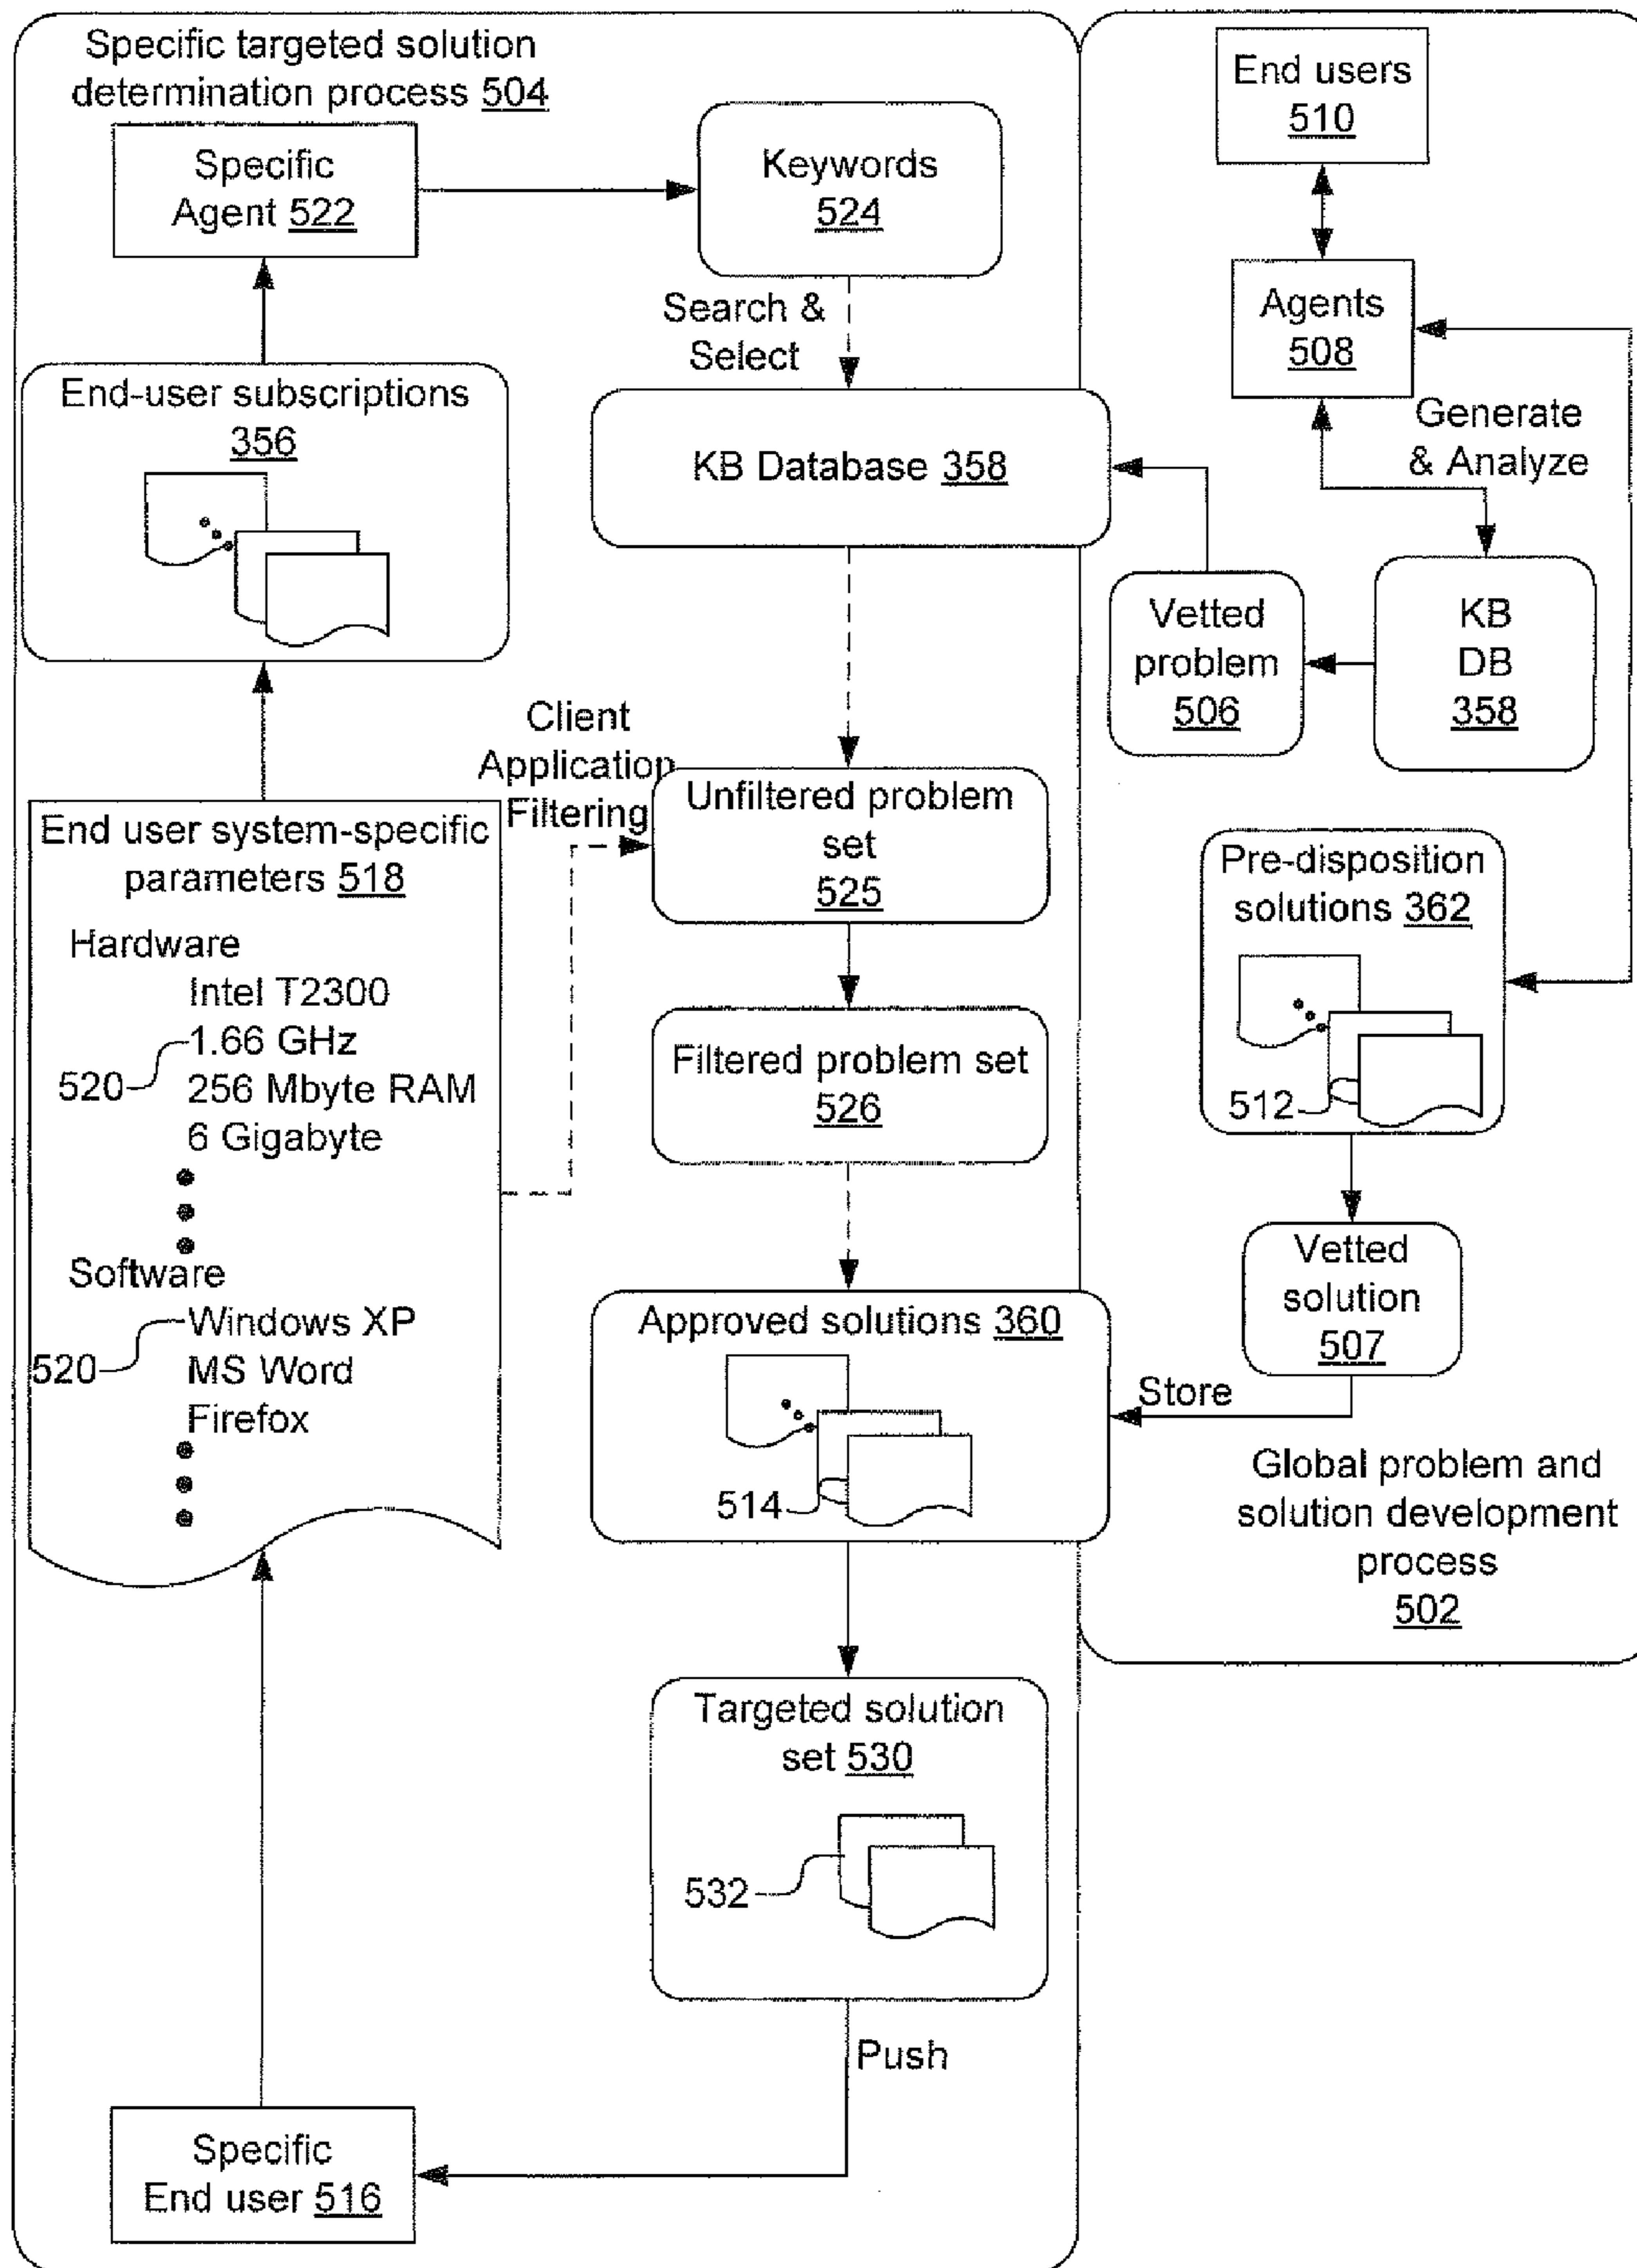 Specific targeted solution
determination process 504
Specific
Agent 522
Keywords
524
Search &
Select
End-user subscriptions
356
KB Database 358
Client
Application
Filtering
End user system-specific
parameters 518
Hardware
Intel T2300
1.66 GHz
520
256 Mbyte RAM
6 Gigabyte
Software
Windows XP
520
MS Word
Firefox
Unfiltered problem
set
525
Filtered problem set
526
Approved solutions 360
514
Targeted solution
set 530
532
Push
Specific
End user 516
End users
510
Agents
508
Generate
& Analyze
Vetted
problem
506
KB
DB
358
Pre-disposition
solutions 362
512
Vetted
solution
507
Store
Global problem and
solution development
process
502